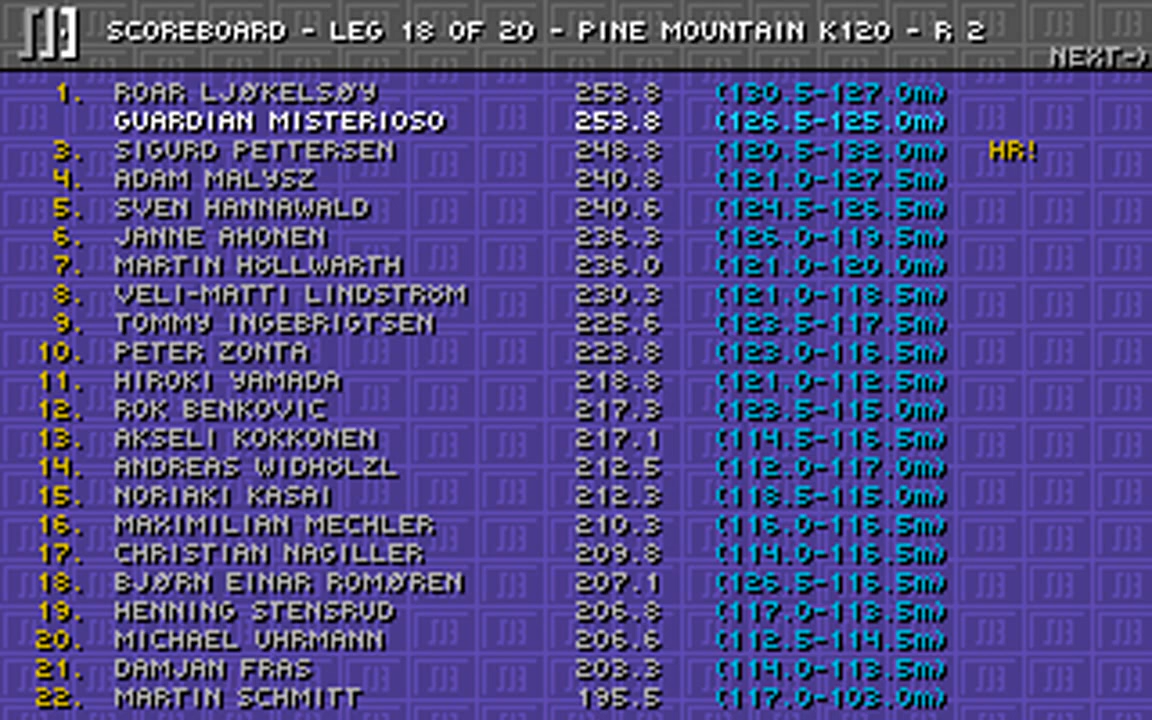 SCOREBOARD - LEG 18 OF 20 - PINE MOUNTAIN K120 - R 2
NEXT->
1. ROAR LJØKELSØY 253.8 (130.5-127.0m)
GUARDIAN MISTERIOSO 253.8 (126.5-125.0m)
3. SIGURD PETTERSEN 248.8 (120.5-132.0m) HR!
4. ADAM MALYSZ 240.8 (121.0-127.5m)
5. SVEN HANNAWALD 240.6 (124.5-126.5m)
6. JANNE AHONEN 236.3 (126.0-119.5m)
7. MARTIN HÖLLWARTH 236.0 (121.0-120.0m)
8. VELI-MATTI LINDSTRÖM 230.3 (121.0-118.5m)
9. TOMMY INGEBRIGTSEN 225.6 (123.5-117.5m)
10. PETER ZONTA 223.8 (123.0-116.5m)
11. HIROKI YAMADA 218.8 (121.0-112.5m)
12. ROK BENKOVIC 217.3 (123.5-115.0m)
13. AKSELI KOKKONEN 217.1 (114.5-116.5m)
14. ANDREAS WIDHÖLZL 212.5 (112.0-117.0m)
15. NORIAKI KASAI 212.3 (118.5-115.0m)
16. MAXIMILIAN MECHLER 210.3 (116.0-116.5m)
17. CHRISTIAN NAGILLER 209.8 (114.0-116.5m)
18. BJØRN EINAR ROMØREN 207.1 (126.5-116.5m)
19. HENNING STENSRUD 206.8 (117.0-113.5m)
20. MICHAEL UHRMANN 206.6 (112.5-114.5m)
21. DAMJAN FRAS 203.3 (114.0-113.5m)
22. MARTIN SCHMITT 195.5 (117.0-103.0m)